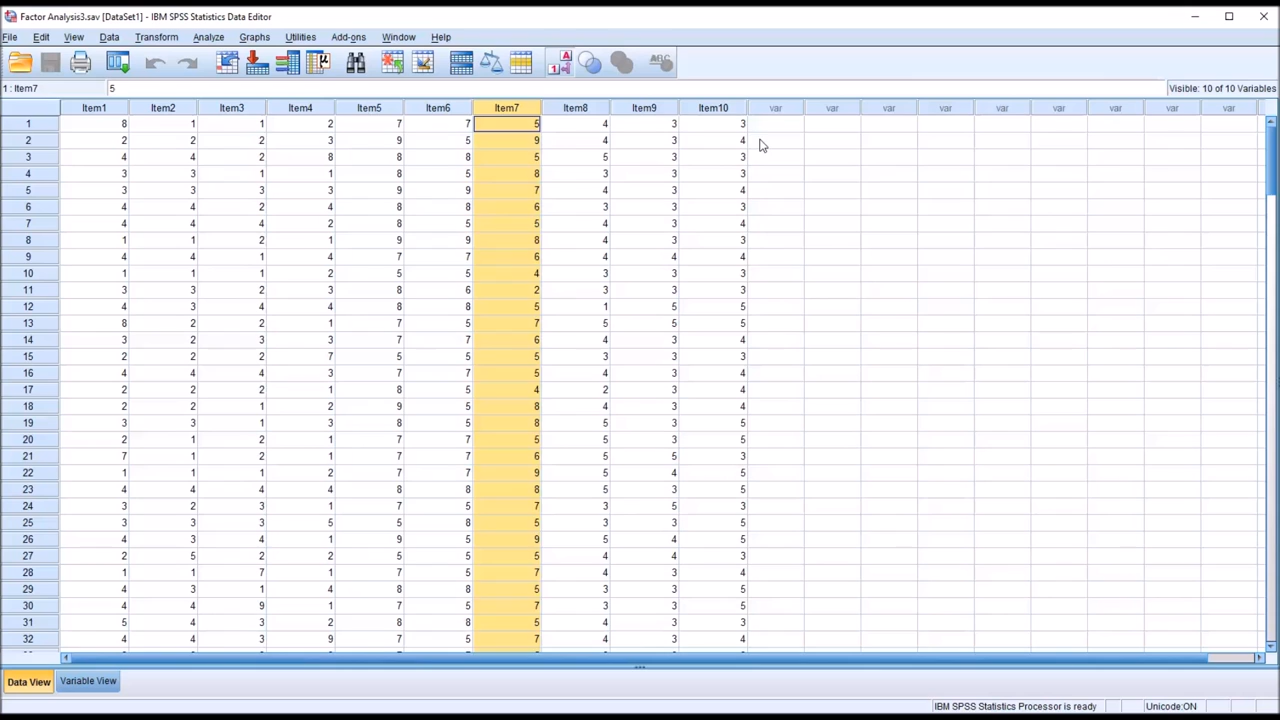 Factor Analysis3.sav [DataSet1] - IBM SPSS Statistics Data Editor
File Edit View Data Transform Analyze Graphs Utilities Add-ons Window Help
1 : Item7 5 Visible: 10 of 10 Variables
Item1 Item2 Item3 Item4 Item5 Item6 Item7 Item8 Item9 Item10 var var var var var var var var var
1 8 1 1 2 7 7 5 4 3 3
2 2 2 2 3 9 5 9 4 3 4
3 4 4 2 8 8 8 5 5 3 3
4 3 3 1 1 8 5 8 3 3 3
5 3 3 3 3 9 9 7 4 3 4
6 4 4 2 4 8 8 6 3 3 3
7 4 4 4 2 8 5 5 4 3 4
8 1 1 2 1 9 9 8 4 3 3
9 4 4 1 4 7 7 6 4 4 4
10 1 1 1 2 5 5 4 3 3 3
11 3 3 2 3 8 6 2 3 3 3
12 4 3 4 4 8 8 5 1 5 5
13 8 2 2 1 7 5 7 5 5 5
14 3 2 3 3 7 7 6 4 3 4
15 2 2 2 7 5 5 5 3 3 3
16 4 4 4 3 7 7 5 4 3 4
17 2 2 2 1 8 5 4 2 3 4
18 2 2 1 2 9 5 8 4 3 4
19 3 3 1 3 8 5 8 5 3 5
20 2 1 2 1 7 7 5 5 3 5
21 7 1 2 1 7 7 6 5 5 3
22 1 1 1 2 7 7 9 5 4 5
23 4 4 4 4 8 8 8 5 3 5
24 3 2 3 1 7 5 7 3 5 3
25 3 3 3 5 5 8 5 3 3 5
26 4 3 4 1 9 5 9 5 4 5
27 2 5 2 2 5 5 5 4 4 3
28 1 1 7 1 7 5 7 4 3 4
29 4 3 1 4 8 8 5 3 3 5
30 4 4 9 1 7 5 7 3 3 5
31 5 4 3 2 8 8 5 4 3 3
32 4 4 3 9 7 5 7 4 3 4
Data View Variable View
IBM SPSS Statistics Processor is ready Unicode:ON